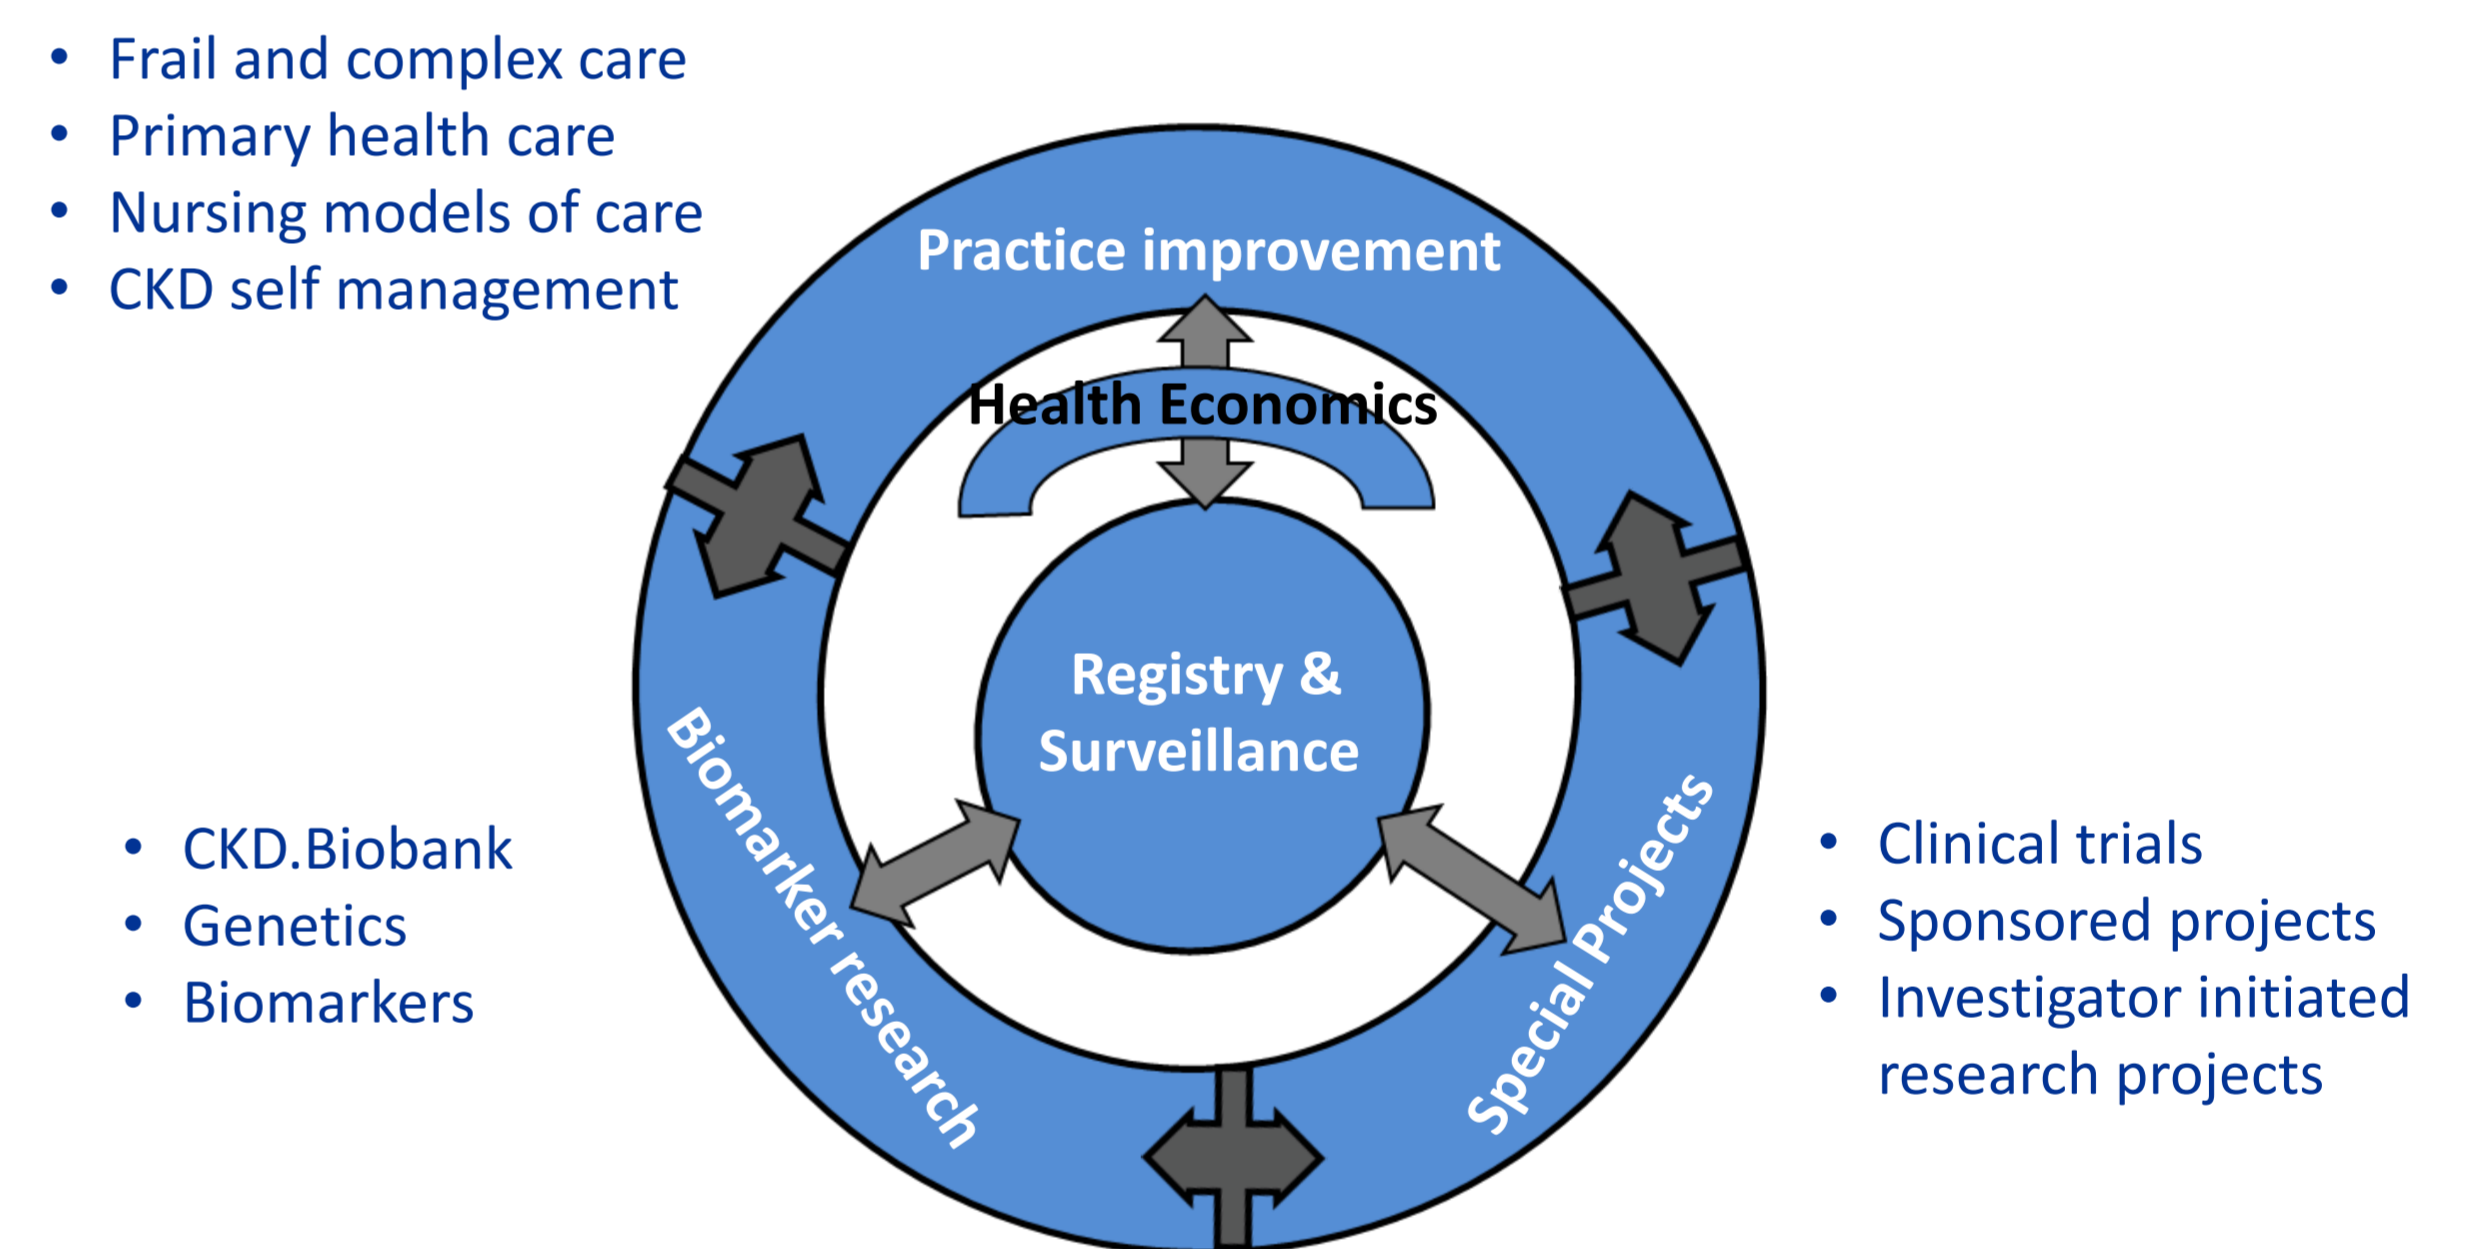 • Frail and complex care
• Primary health care
• Nursing models of care
• CKD self management
Practice improvement
Health Economics
Registry &
Surveillance
Biomarker research
Special Projects
• CKD.Biobank
• Genetics
• Biomarkers
• Clinical trials
• Sponsored projects
• Investigator initiated
research projects